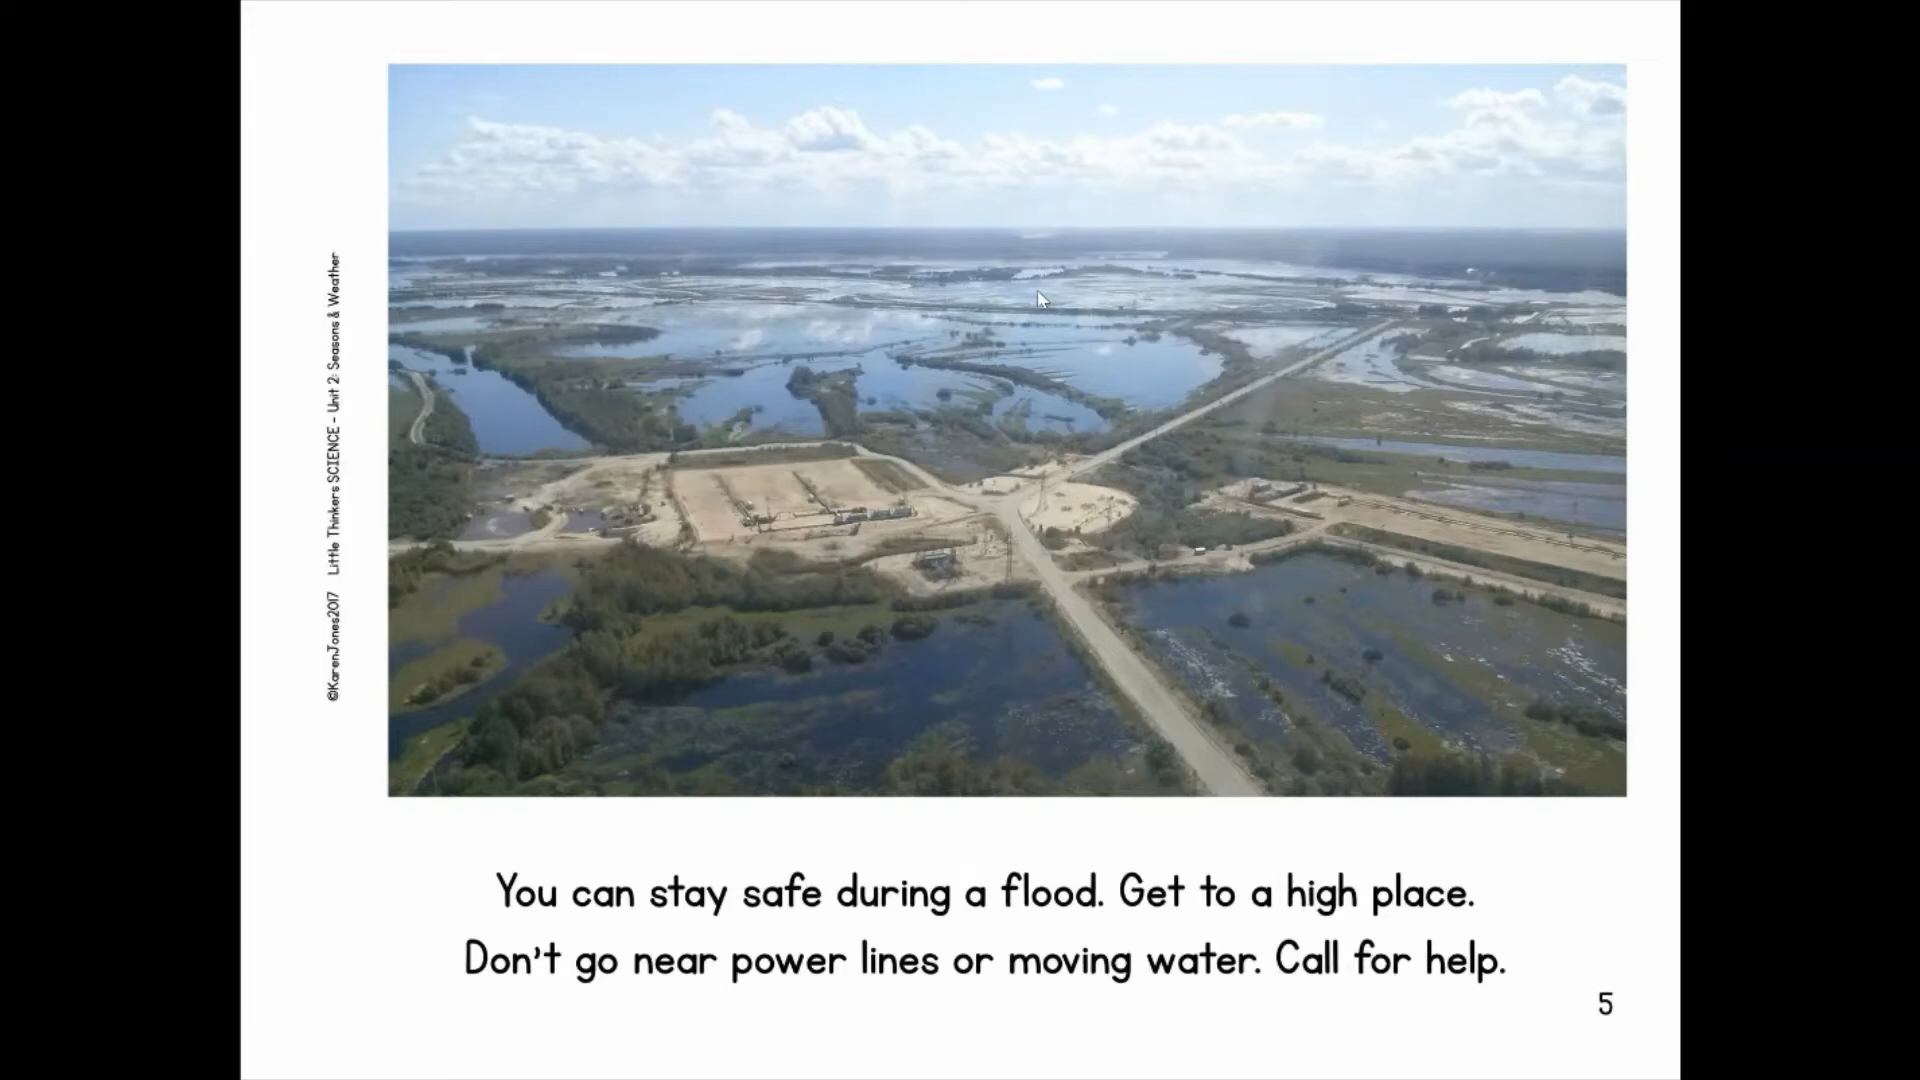 ©KarenJones2017 Little Thinkers SCIENCE - Unit 2: Seasons & Weather
You can stay safe during a flood. Get to a high place.
Don't go near power lines or moving water. Call for help.
5